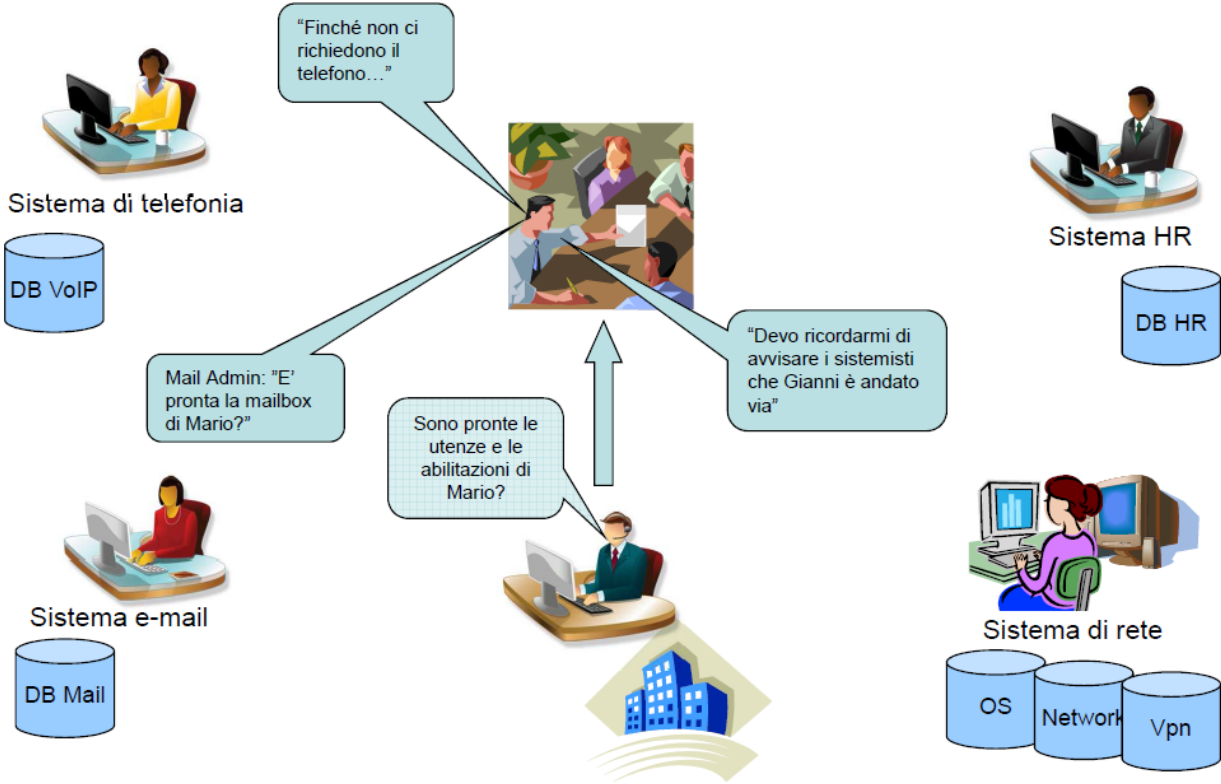 “Finché non ci
richiedono il
telefono…”
Sistema di telefonia
DB VoIP
Sistema HR
DB HR
“Devo ricordarmi di
avvisare i sistemisti
che Gianni è andato
via”
Mail Admin: ”E’
pronta la mailbox
di Mario?”
Sono pronte le
utenze e le
abilitazioni di
Mario?
Sistema e-mail
DB Mail
Sistema di rete
OS
Network
Vpn